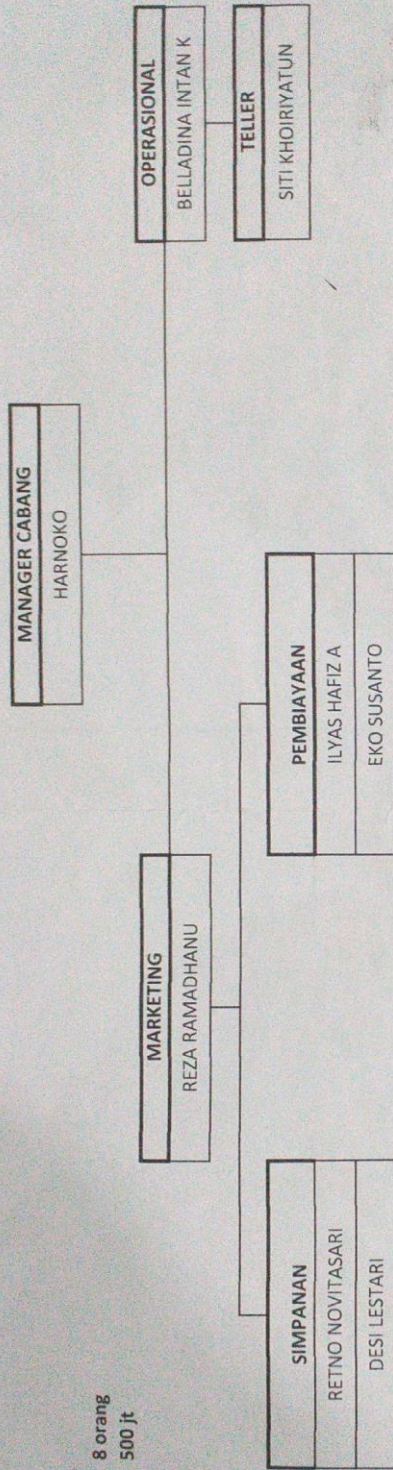 8 orang
500 jt
MANAGER CABANG
HARNOKO
MARKETING
REZA RAMADHANU
OPERASIONAL
BELLADINA INTAN K
TELLER
SITI KHOIRIYATUN
SIMPANAN
RETNO NOVITASARI
DESI LESTARI
PEMBIAYAAN
ILYAS HAFIZ A
EKO SUSANTO